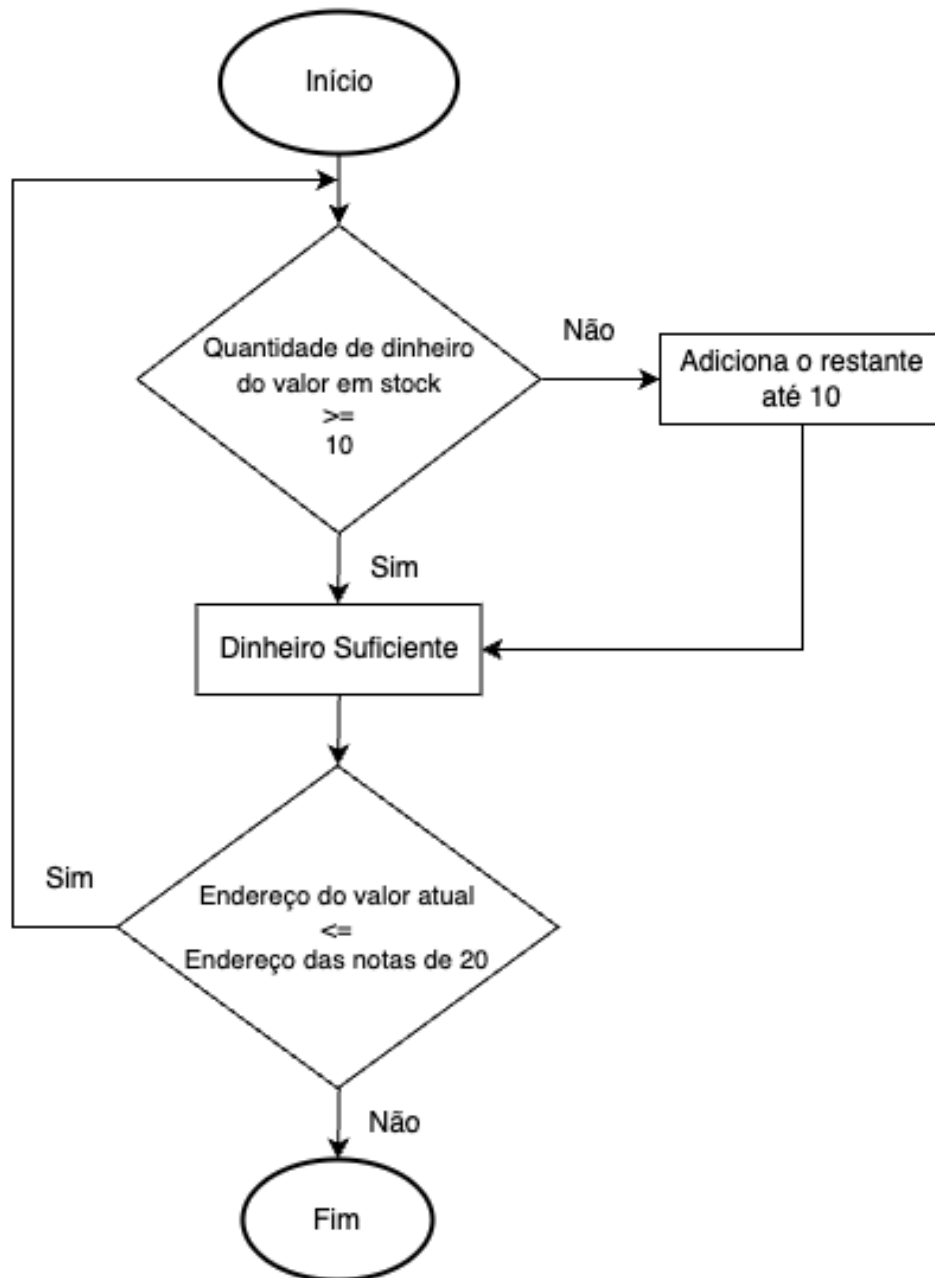 Início
Quantidade de dinheiro
do valor em stock
>=
10
Não
Adiciona o restante
até 10
Sim
Dinheiro Suficiente
Sim
Endereço do valor atual
<=
Endereço das notas de 20
Não
Fim